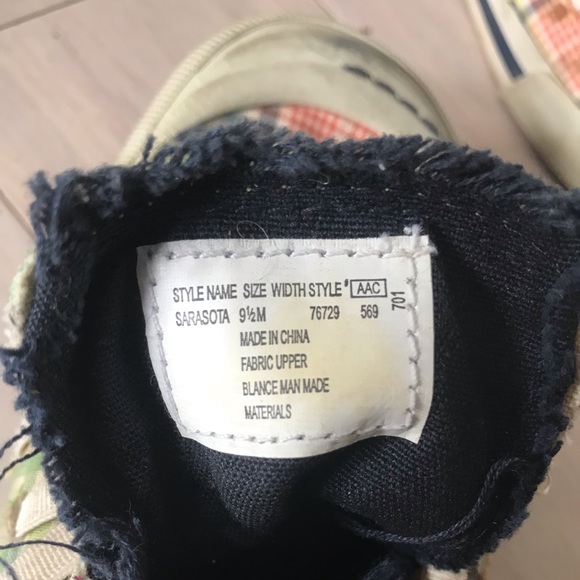 STYLE NAME SIZE WIDTH STYLE# AAC
SARASOTA 9½M 76729 569 701
MADE IN CHINA
FABRIC UPPER
BLANCE MAN MADE
MATERIALS